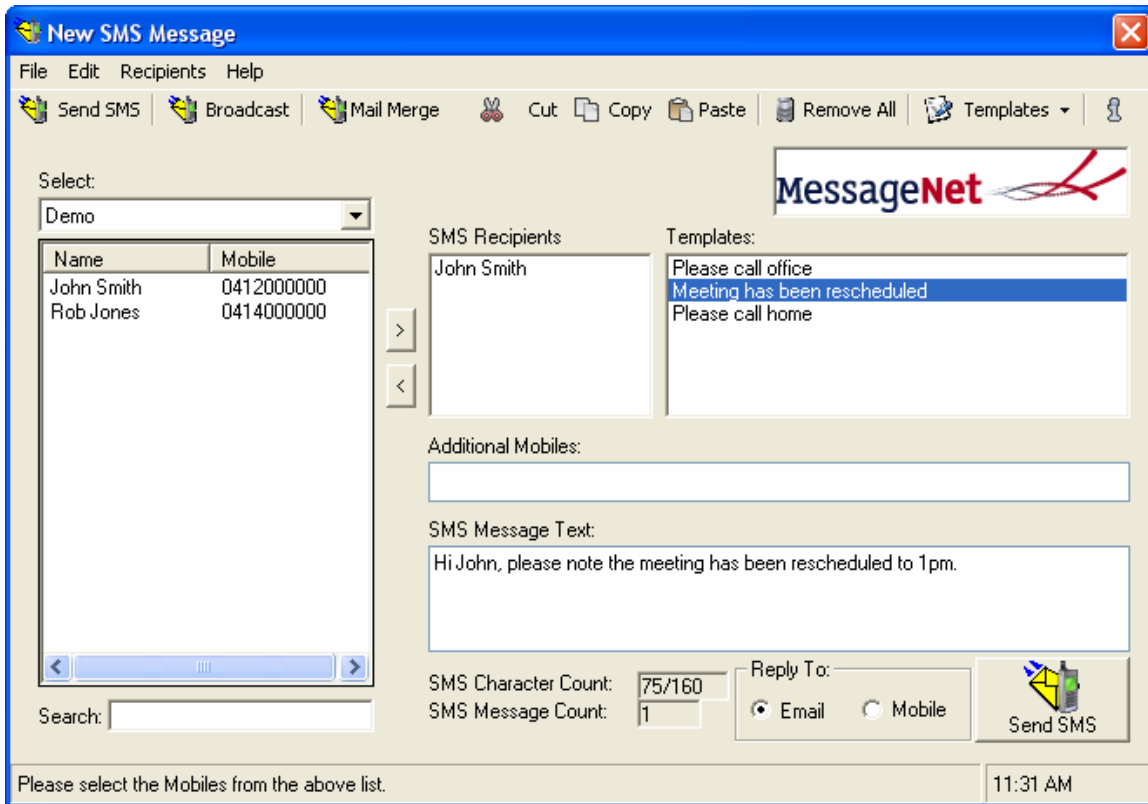 New SMS Message
File Edit Recipients Help
Send SMS Broadcast Mail Merge Cut Copy Paste Remove All Templates
Select:
MessageNet
Demo
SMS Recipients Templates:
Name Mobile
John Smith 0412000000
Rob Jones 0414000000
John Smith
Please call office
Meeting has been rescheduled
Please call home
>
<
Additional Mobiles:
SMS Message Text:
Hi John, please note the meeting has been rescheduled to 1pm.
SMS Character Count: 75/160
SMS Message Count: 1
Reply To:
Email Mobile
Send SMS
Search:
Please select the Mobiles from the above list. 11:31 AM